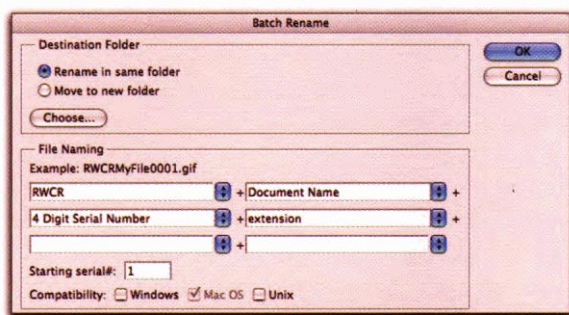 Batch Rename
Destination Folder
Rename in same folder
Move to new folder
Choose...
OK
Cancel
File Naming
Example: RWCRMyFile0001.gif
RWCR + Document Name +
4 Digit Serial Number + extension +
+
Starting serial#: 1
Compatibility: Windows Mac OS Unix